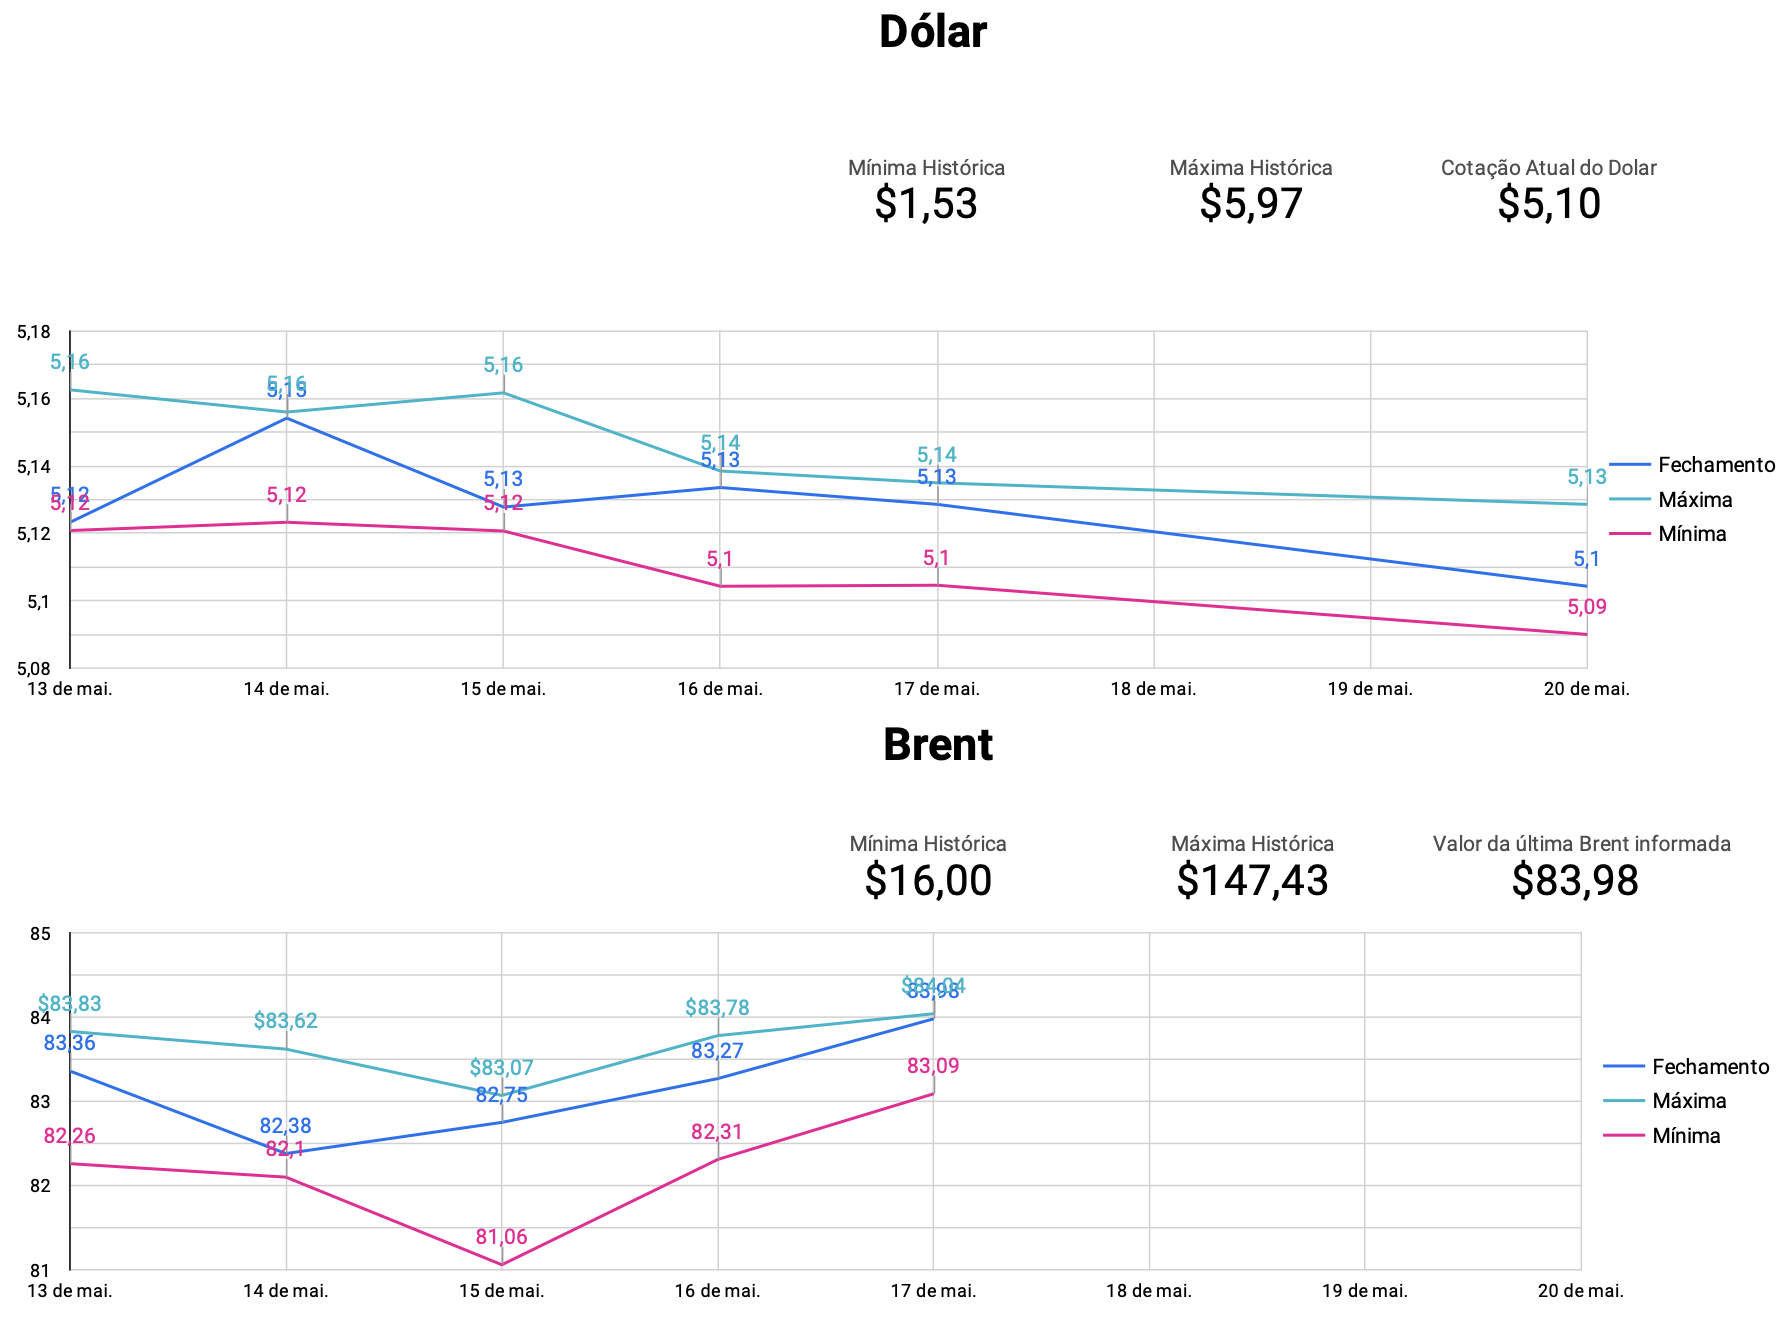 Dólar
Mínima Histórica
$1,53
Máxima Histórica
$5,97
Cotação Atual do Dolar
$5,10
5,18
5,16
5,14
5,12
5,1
5,08
5,16
5,16
5,16
5,14
5,14
5,13
5,12
5,15
5,13
5,13
5,13
5,1
5,12
5,12
5,12
5,1
5,1
5,09
Fechamento
Máxima
Mínima
13 de mai.
14 de mai.
15 de mai.
16 de mai.
17 de mai.
18 de mai.
19 de mai.
20 de mai.
Brent
Mínima Histórica
$16,00
Máxima Histórica
$147,43
Valor da última Brent informada
$83,98
85
84
83
82
81
$83,83
$83,62
$83,07
$83,78
$84,04
83,36
82,38
82,75
83,27
83,98
82,26
82,1
81,06
82,31
83,09
Fechamento
Máxima
Mínima
13 de mai.
14 de mai.
15 de mai.
16 de mai.
17 de mai.
18 de mai.
19 de mai.
20 de mai.